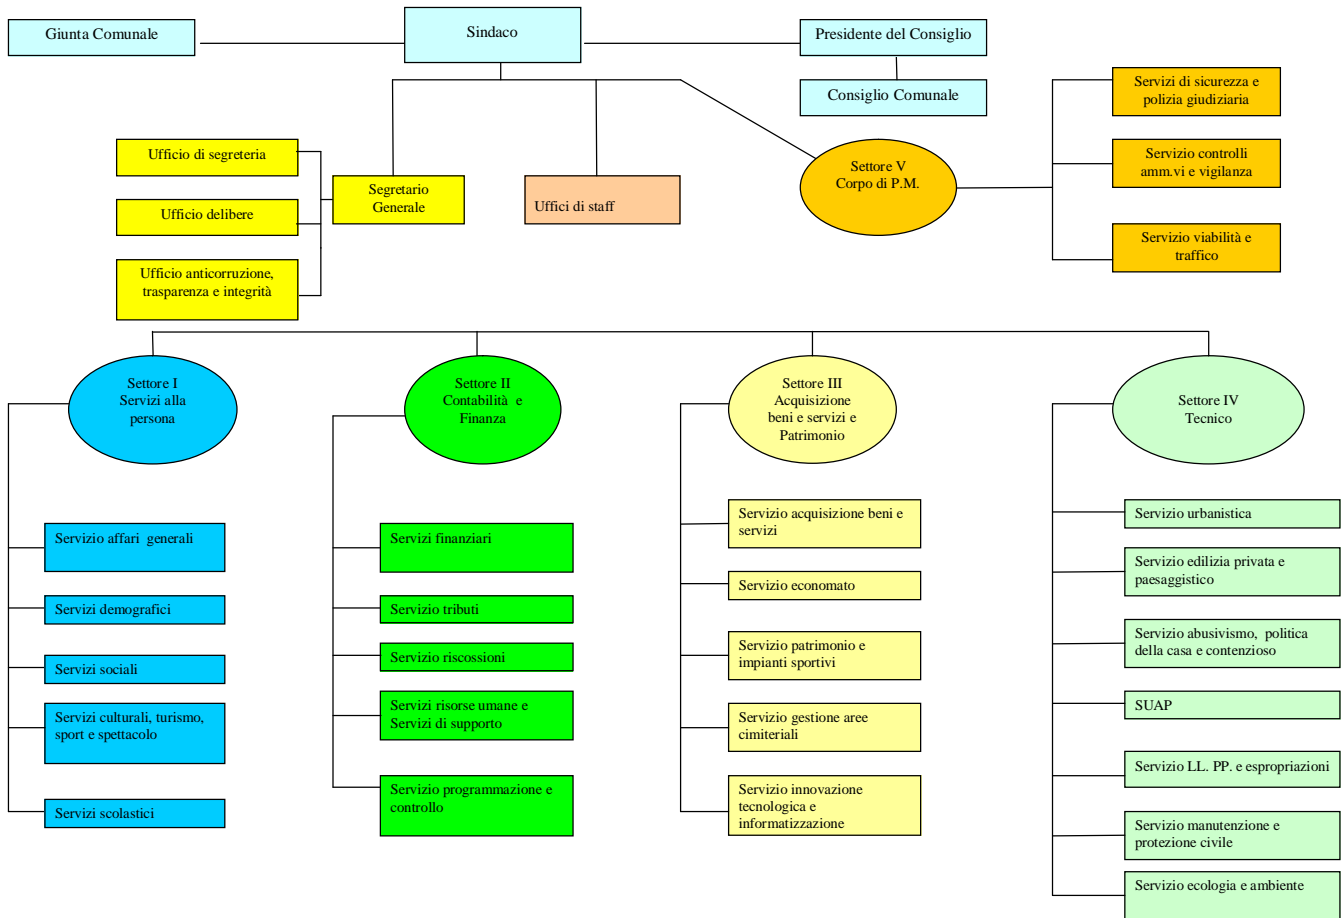 Giunta Comunale
Sindaco
Presidente del Consiglio
Consiglio Comunale
Servizi di sicurezza e
polizia giudiziaria
Servizio controlli
amm.vi e vigilanza
Servizio viabilità e
traffico
Settore V
Corpo di P.M.
Ufficio di segreteria
Ufficio delibere
Ufficio anticorruzione,
trasparenza e integrità
Segretario
Generale
Uffici di staff
Settore I
Servizi alla
persona
Servizio affari generali
Servizi demografici
Servizi sociali
Servizi culturali, turismo,
sport e spettacolo
Servizi scolastici
Settore II
Contabilità e
Finanza
Servizi finanziari
Servizio tributi
Servizio riscossioni
Servizi risorse umane e
Servizi di supporto
Servizio programmazione e
controllo
Settore III
Acquisizione
beni e servizi e
Patrimonio
Servizio acquisizione beni e
servizi
Servizio economato
Servizio patrimonio e
impianti sportivi
Servizio gestione aree
cimiteriali
Servizio innovazione
tecnologica e
informatizzazione
Settore IV
Tecnico
Servizio urbanistica
Servizio edilizia privata e
paesaggistico
Servizio abusivismo, politica
della casa e contenzioso
SUAP
Servizio LL. PP. e espropriazioni
Servizio manutenzione e
protezione civile
Servizio ecologia e ambiente